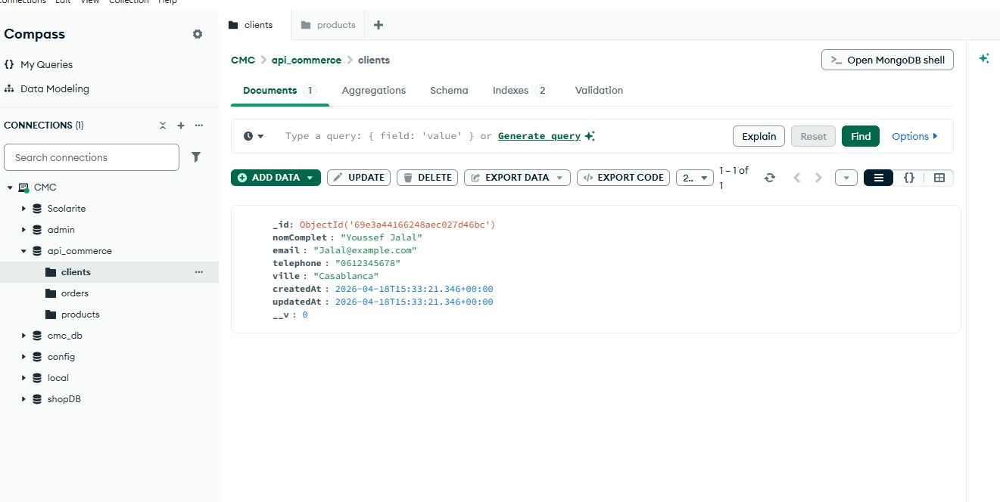 Connections Edit View Collection Help
Compass
My Queries
Data Modeling
CONNECTIONS (1)
Search connections
CMC
Scolarite
admin
api_commerce
clients
orders
products
cmc_db
config
local
shopDB
clients products
CMC > api_commerce > clients
>_ Open MongoDB shell
Documents 1 Aggregations Schema Indexes 2 Validation
Type a query: { field: 'value' } or Generate query
Explain Reset Find Options
ADD DATA UPDATE DELETE EXPORT DATA EXPORT CODE 2.. 1 – 1 of 1
_id: ObjectId('69e3a44166248aec027d46bc')
nomComplet : "Youssef Jalal"
email : "Jalal@example.com"
telephone : "0612345678"
ville : "Casablanca"
createdAt : 2026-04-18T15:33:21.346+00:00
updatedAt : 2026-04-18T15:33:21.346+00:00
__v : 0